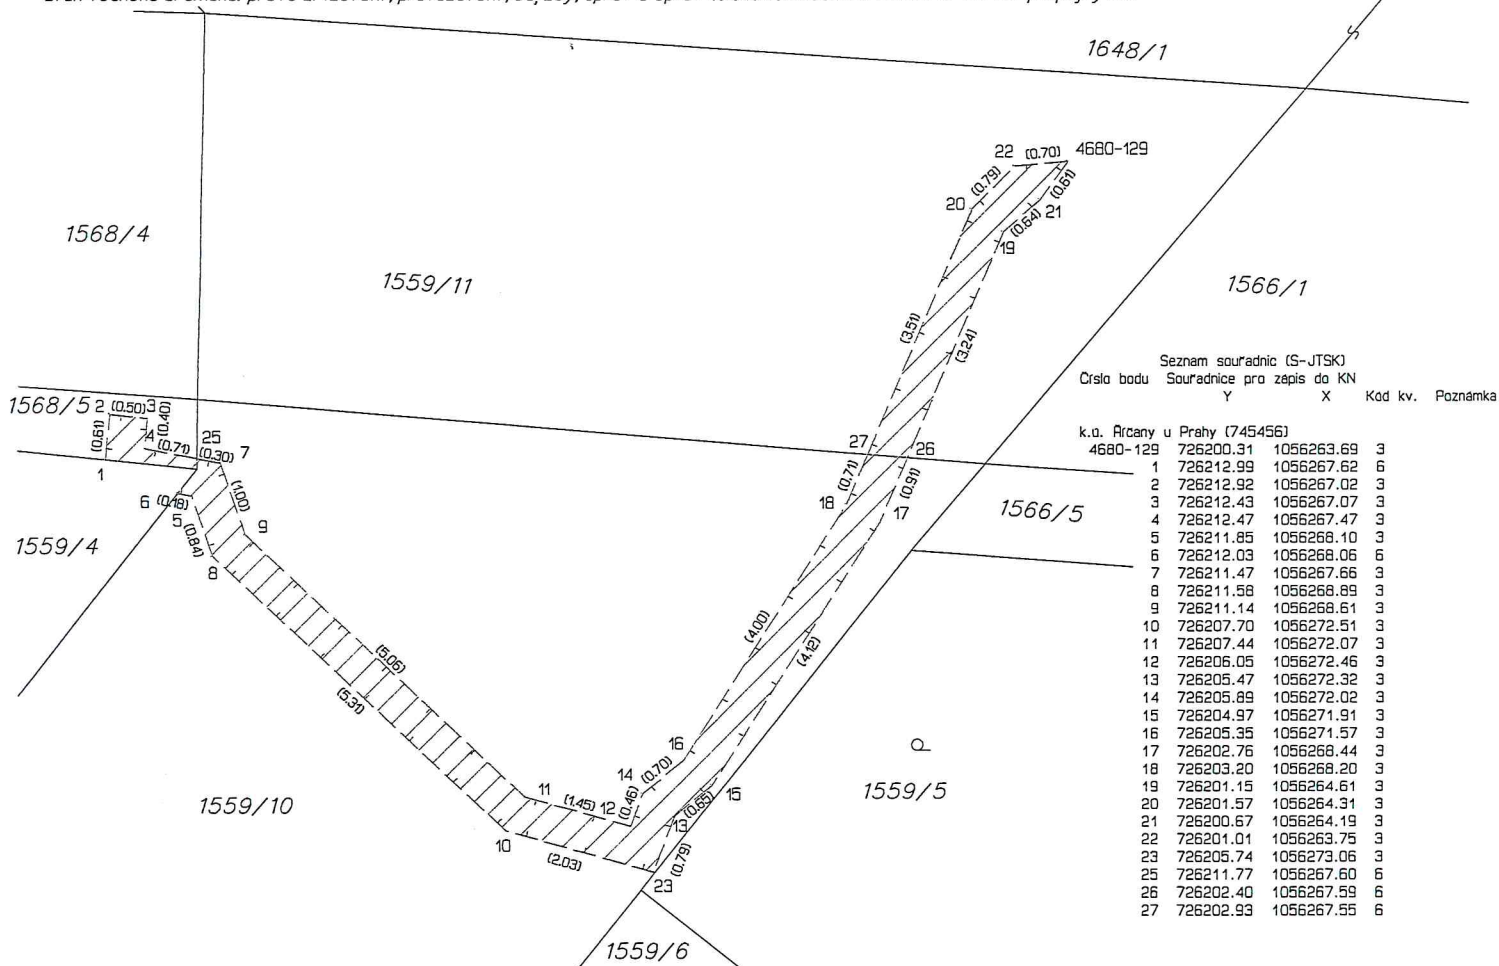 1648/1
22 (0.70) 4680-129
(0.79)
(0.61)
20
21
(0.64)
19
1568/4
1559/11
1566/1
(3.51)
(3.24)
Seznam souřadnic (S-JTSK)
Číslo bodu Souřadnice pro zápis do KN
Y X Kód kv. Poznámka
1568/5 2 (0.50) 3
(0.61)
(0.40)
4 (0.71) 25
(0.30) 7
1
27
26
(0.71)
(0.91)
18
17
6 (0.18)
5
(1.00)
9
(0.84)
8
1559/4
1566/5
k.ú. Říčany u Prahy (745456)
4680-129 726200.31 1056263.69 3
1 726212.99 1056267.62 6
2 726212.92 1056267.02 3
3 726212.43 1056267.07 3
4 726212.47 1056267.47 3
5 726211.85 1056268.10 3
6 726212.03 1056268.06 6
7 726211.47 1056267.66 3
8 726211.58 1056268.89 3
9 726211.14 1056268.61 3
10 726207.70 1056272.51 3
11 726207.44 1056272.07 3
12 726206.05 1056272.46 3
13 726205.47 1056272.32 3
14 726205.89 1056272.02 3
15 726204.97 1056271.91 3
16 726205.35 1056271.57 3
17 726202.76 1056268.44 3
18 726203.20 1056268.20 3
19 726201.15 1056264.61 3
20 726201.57 1056264.31 3
21 726200.67 1056264.19 3
22 726201.01 1056263.75 3
23 726205.74 1056273.06 3
25 726211.77 1056267.60 6
26 726202.40 1056267.59 6
27 726202.93 1056267.55 6
(4.00)
(4.12)
(5.06)
(5.31)
16
14
(0.70)
11
(1.45) 12
(0.46)
13
(0.65)
15
10
(2.03)
(0.79)
23
1559/10
1559/5
1559/6